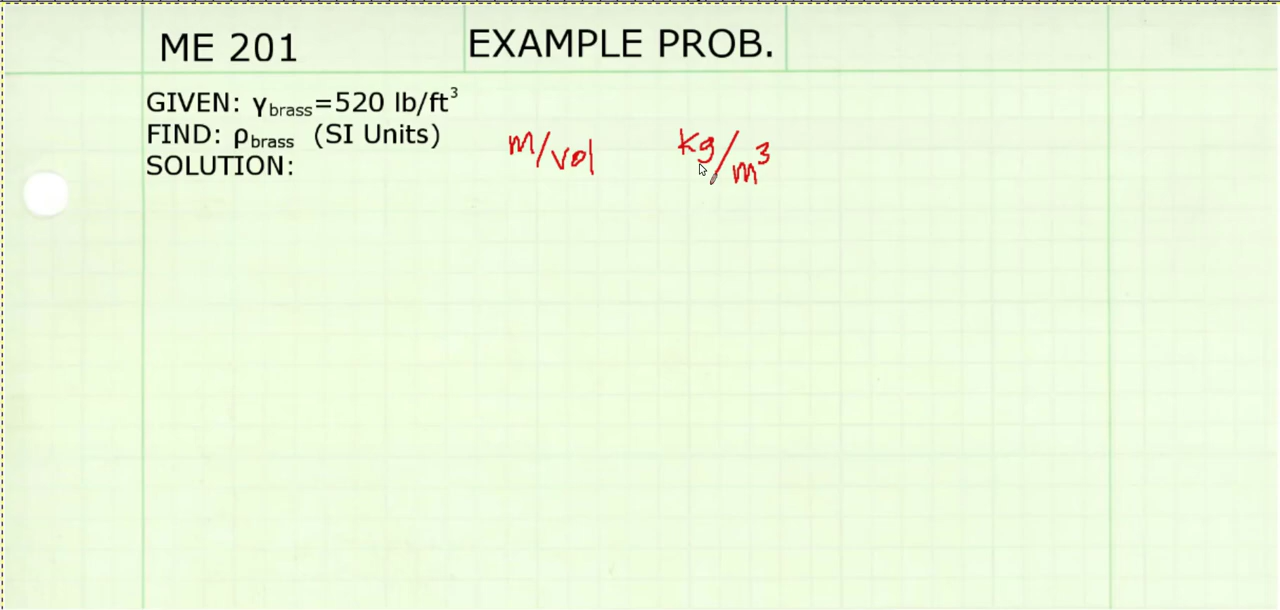 ME 201
EXAMPLE PROB.
GIVEN: γbrass=520 lb/ft³
FIND: ρbrass (SI Units)
m/vol
kg/m³
SOLUTION: